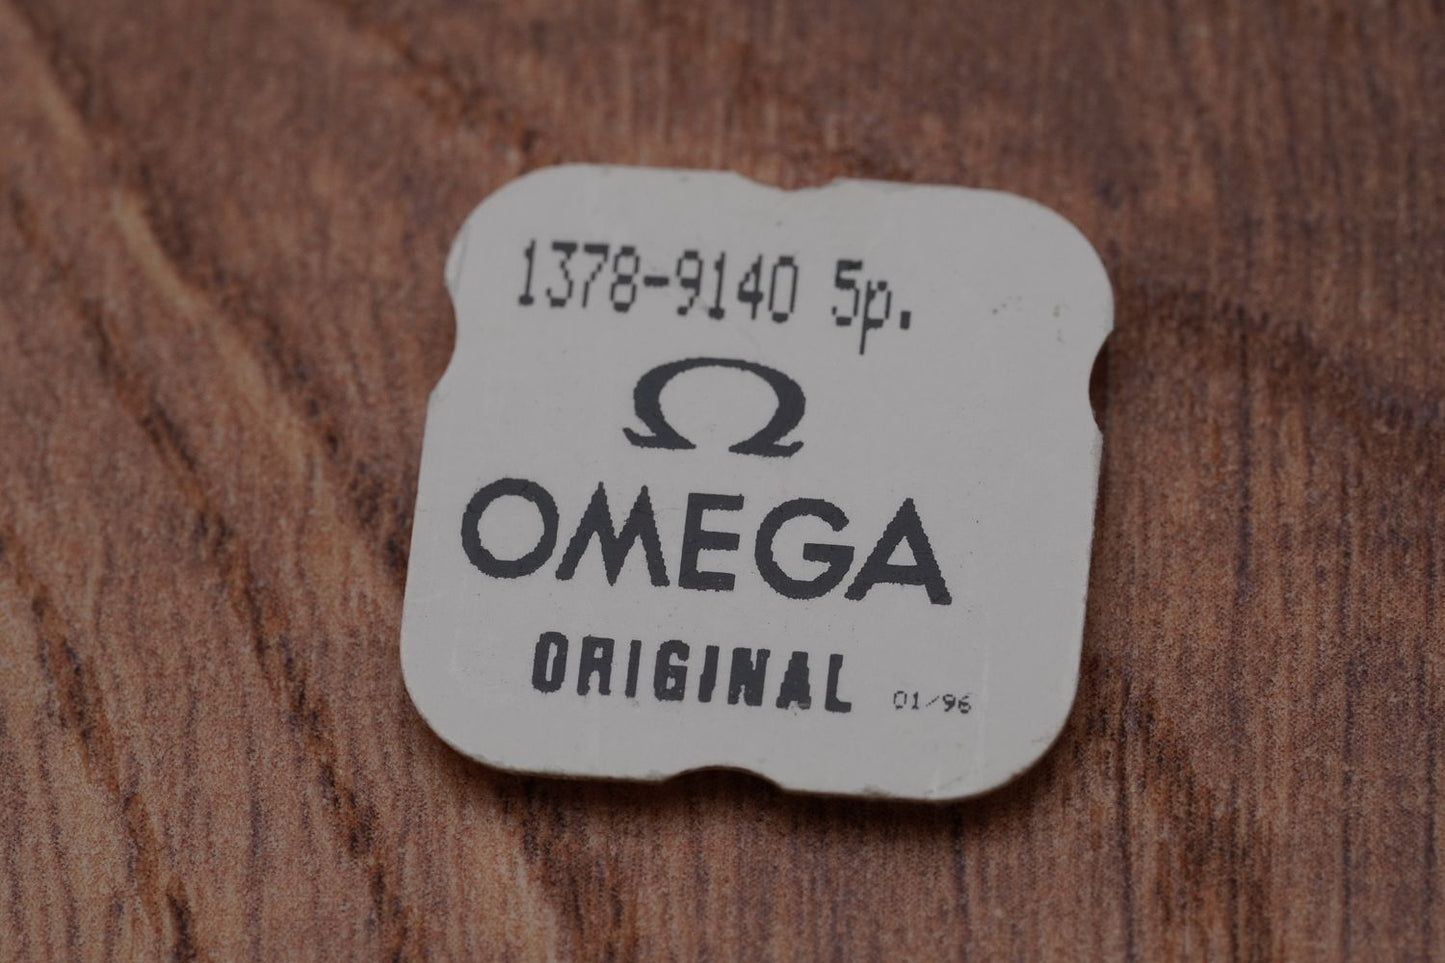 1378-9140 5p.
Ω
OMEGA
ORIGINAL 01/96